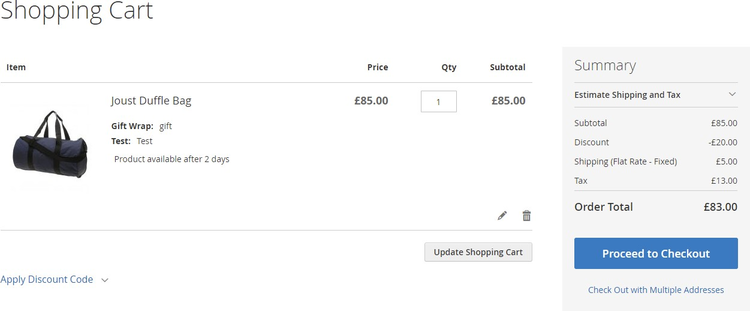 Shopping Cart
Item Price Qty Subtotal
Joust Duffle Bag £85.00 1 £85.00
Gift Wrap: gift
Test: Test
Product available after 2 days
Update Shopping Cart
Apply Discount Code
Summary
Estimate Shipping and Tax
Subtotal £85.00
Discount -£20.00
Shipping (Flat Rate - Fixed) £5.00
Tax £13.00
Order Total £83.00
Proceed to Checkout
Check Out with Multiple Addresses